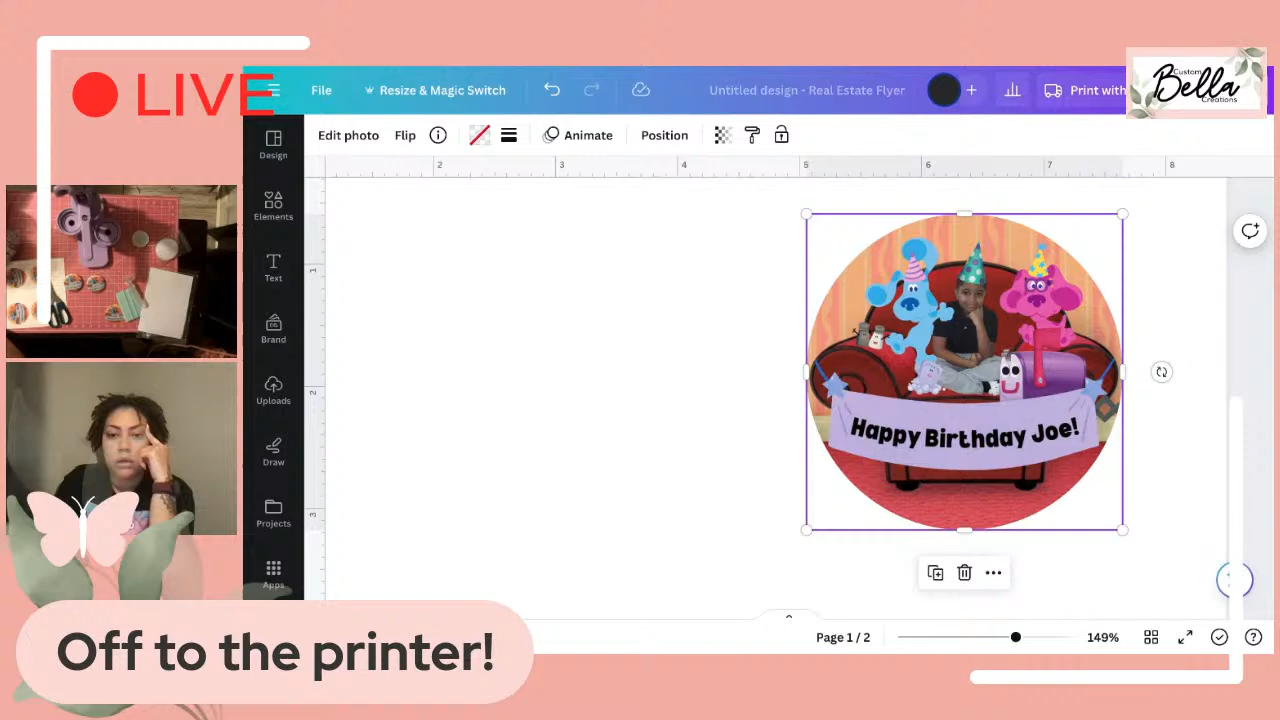 LIVE
File
Resize & Magic Switch
Untitled design - Real Estate Flyer
Print with
Custom
Bella
Creations
Edit photo
Flip
Animate
Position
2
3
4
5
6
7
8
Design
Elements
Text
Brand
Uploads
Draw
Projects
Apps
1
2
3
Happy Birthday Joe!
Page 1 / 2
149%
Off to the printer!